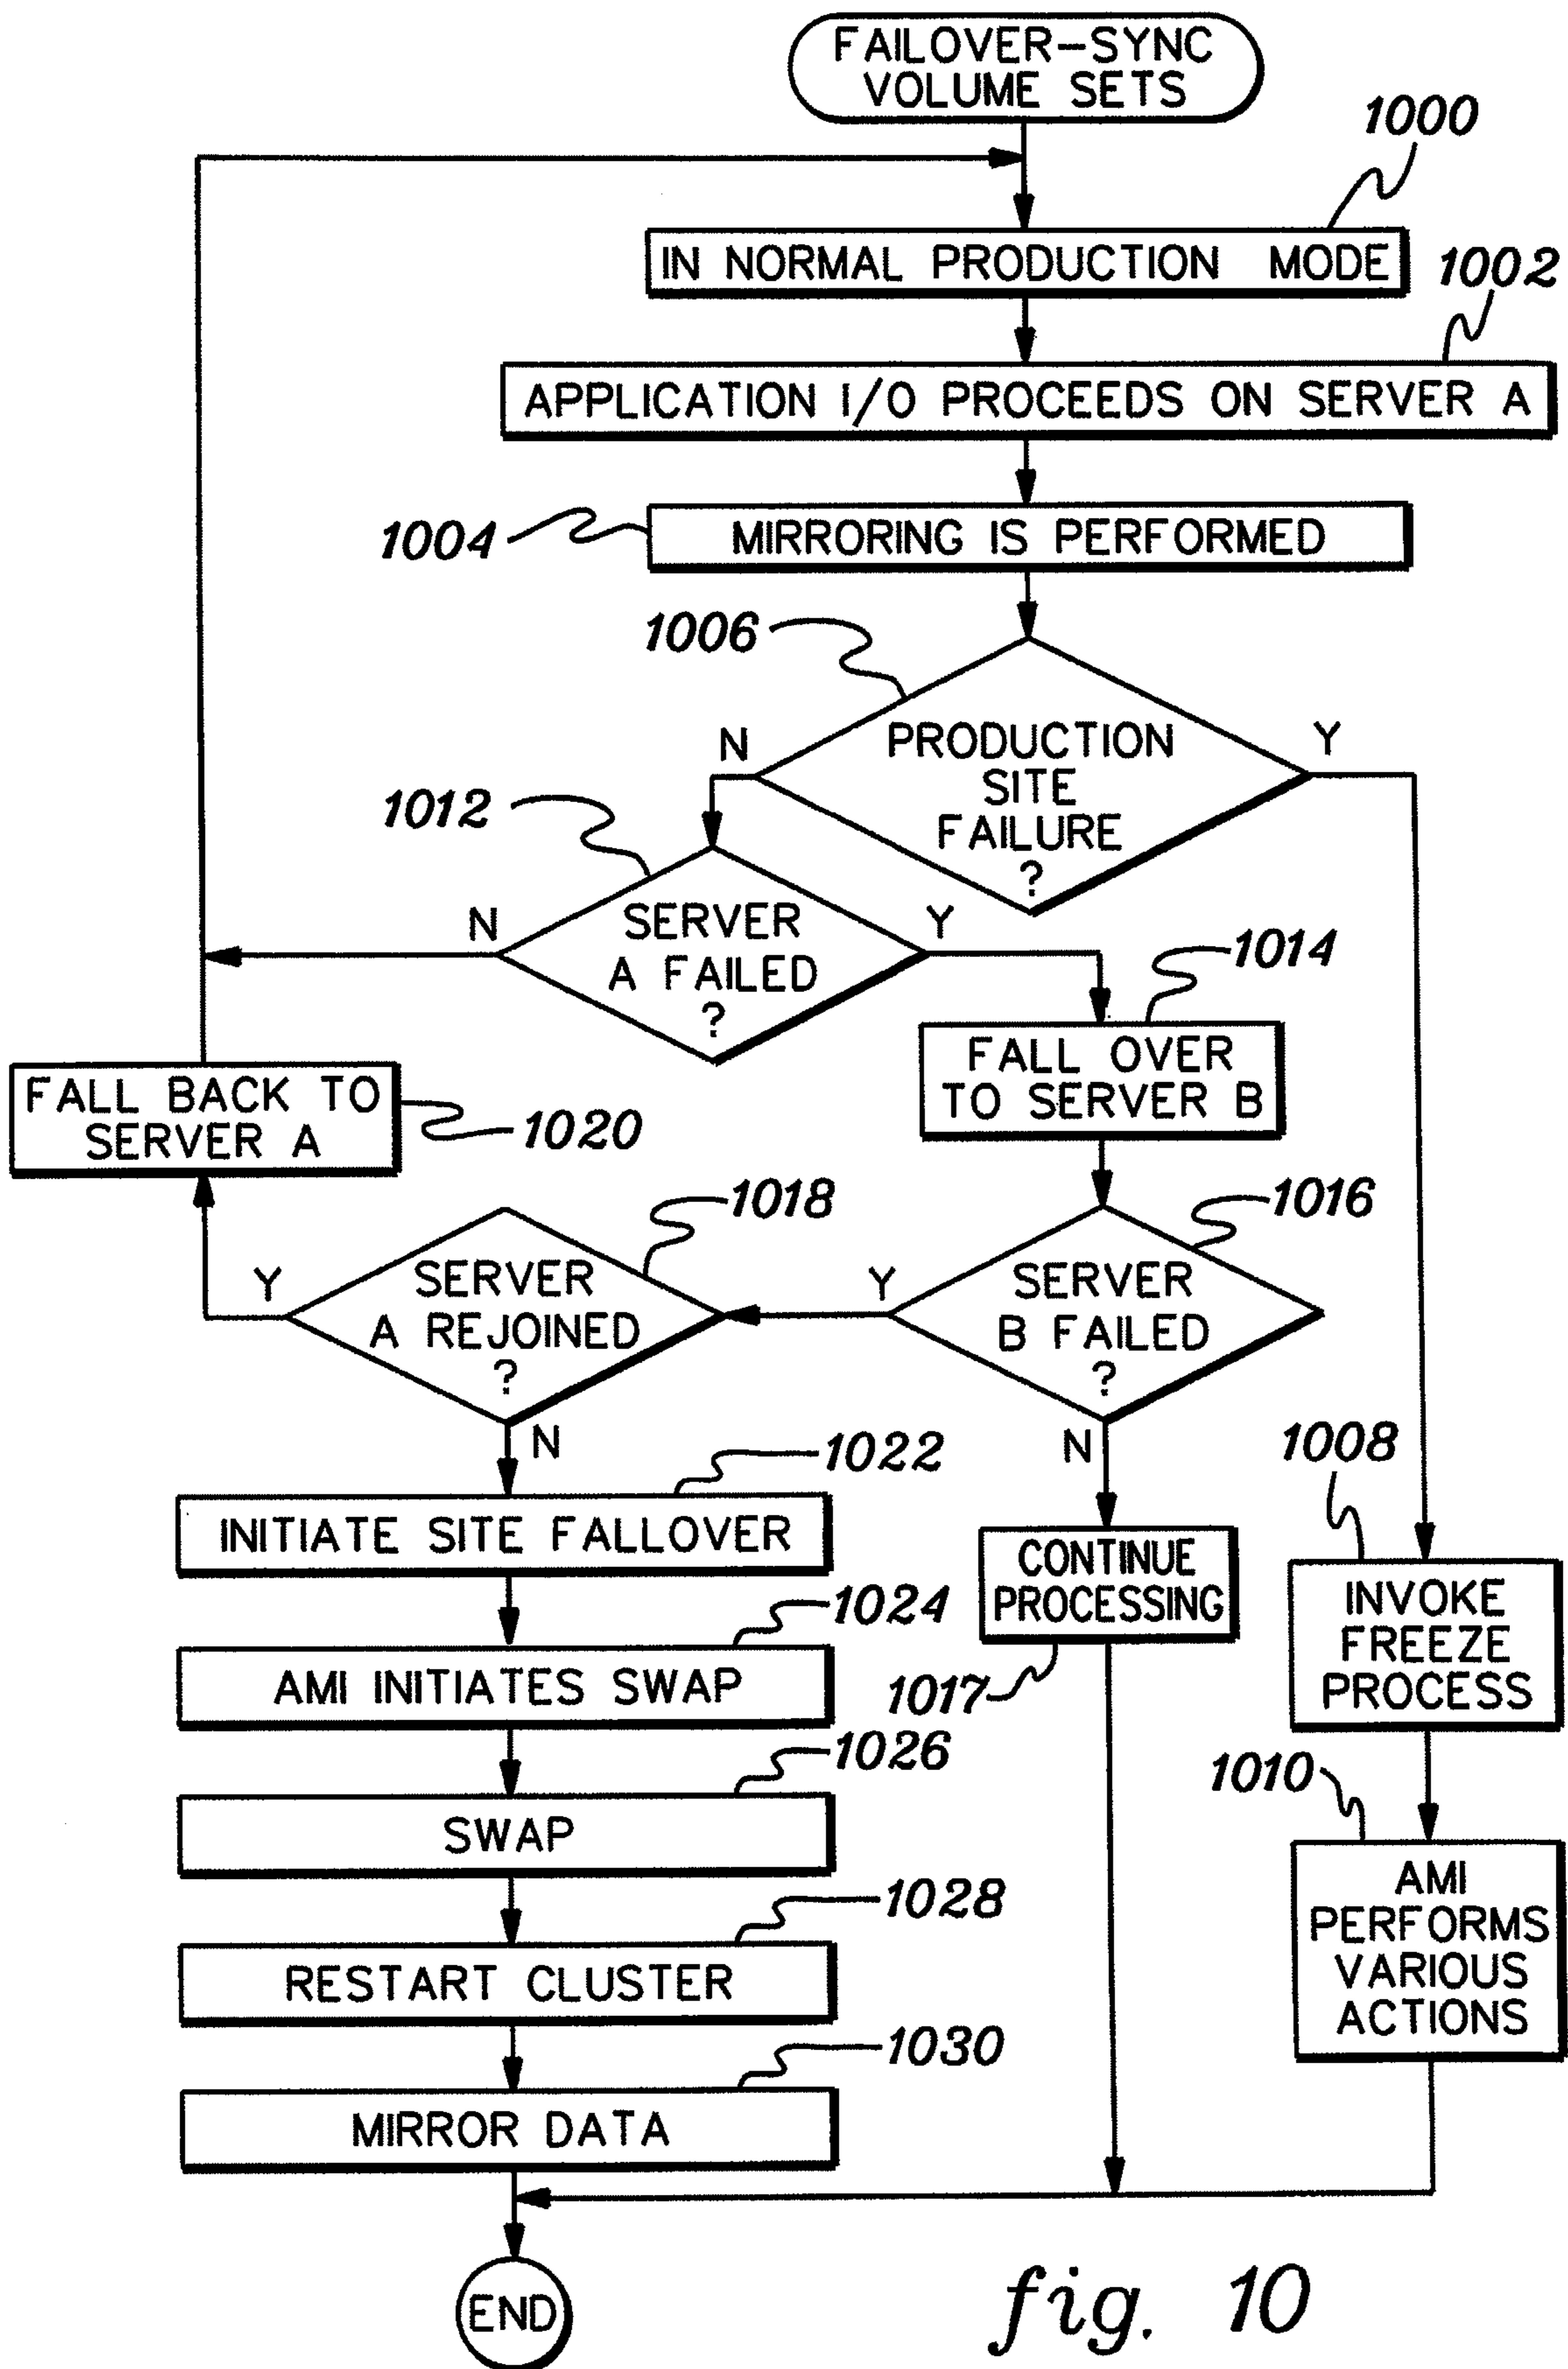 FAILOVER-SYNC
VOLUME SETS
1000
IN NORMAL PRODUCTION MODE
1002
APPLICATION I/O PROCEEDS ON SERVER A
1004
MIRRORING IS PERFORMED
1006
PRODUCTION
SITE
FAILURE
?
N
Y
1012
SERVER
A FAILED
?
N
Y
1014
FALL OVER
TO SERVER B
FALL BACK TO
SERVER A
1020
1018
SERVER
A REJOINED
?
Y
N
1016
SERVER
B FAILED
?
Y
N
1022
INITIATE SITE FALLOVER
1017
CONTINUE
PROCESSING
1008
INVOKE
FREEZE
PROCESS
1024
AMI INITIATES SWAP
1026
SWAP
1010
AMI
PERFORMS
VARIOUS
ACTIONS
1028
RESTART CLUSTER
1030
MIRROR DATA
END
fig. 10